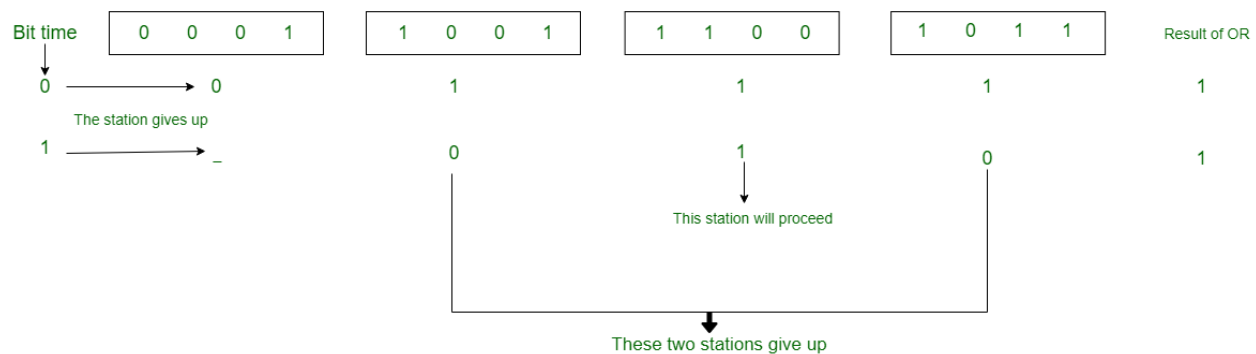 Bit time 0 0 0 1 1 0 0 1 1 1 0 0 1 0 1 1 Result of OR
0 0 1 1 1 1
The station gives up
1 _ 0 1 0 1
This station will proceed
These two stations give up